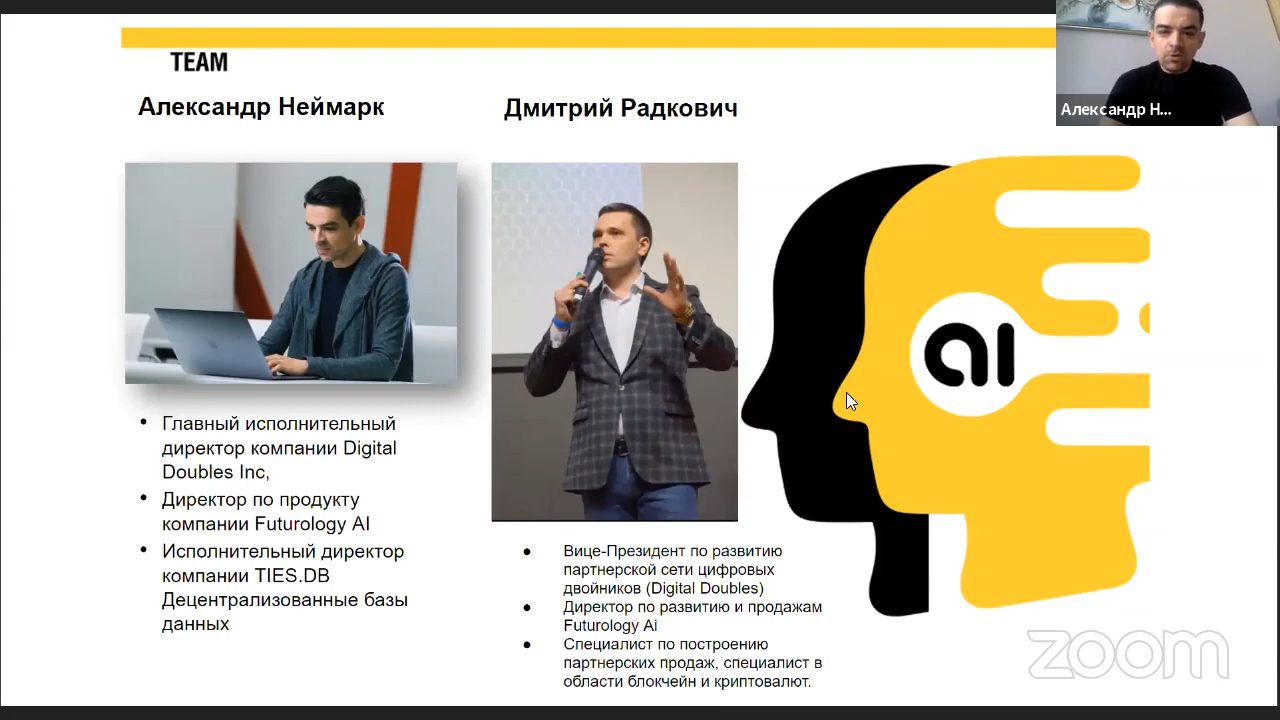 TEAM
Александр Неймарк
Главный исполнительный
директор компании Digital
Doubles Inc,
Директор по продукту
компании Futurology AI
Исполнительный директор
компании TIES.DB
Децентрализованные базы
данных
Дмитрий Радкович
Вице-Президент по развитию
партнерской сети цифровых
двойников (Digital Doubles)
Директор по развитию и продажам
Futurology Ai
Специалист по построению
партнерских продаж, специалист в
области блокчейн и криптовалют.
Александр Н...
aı
zoom